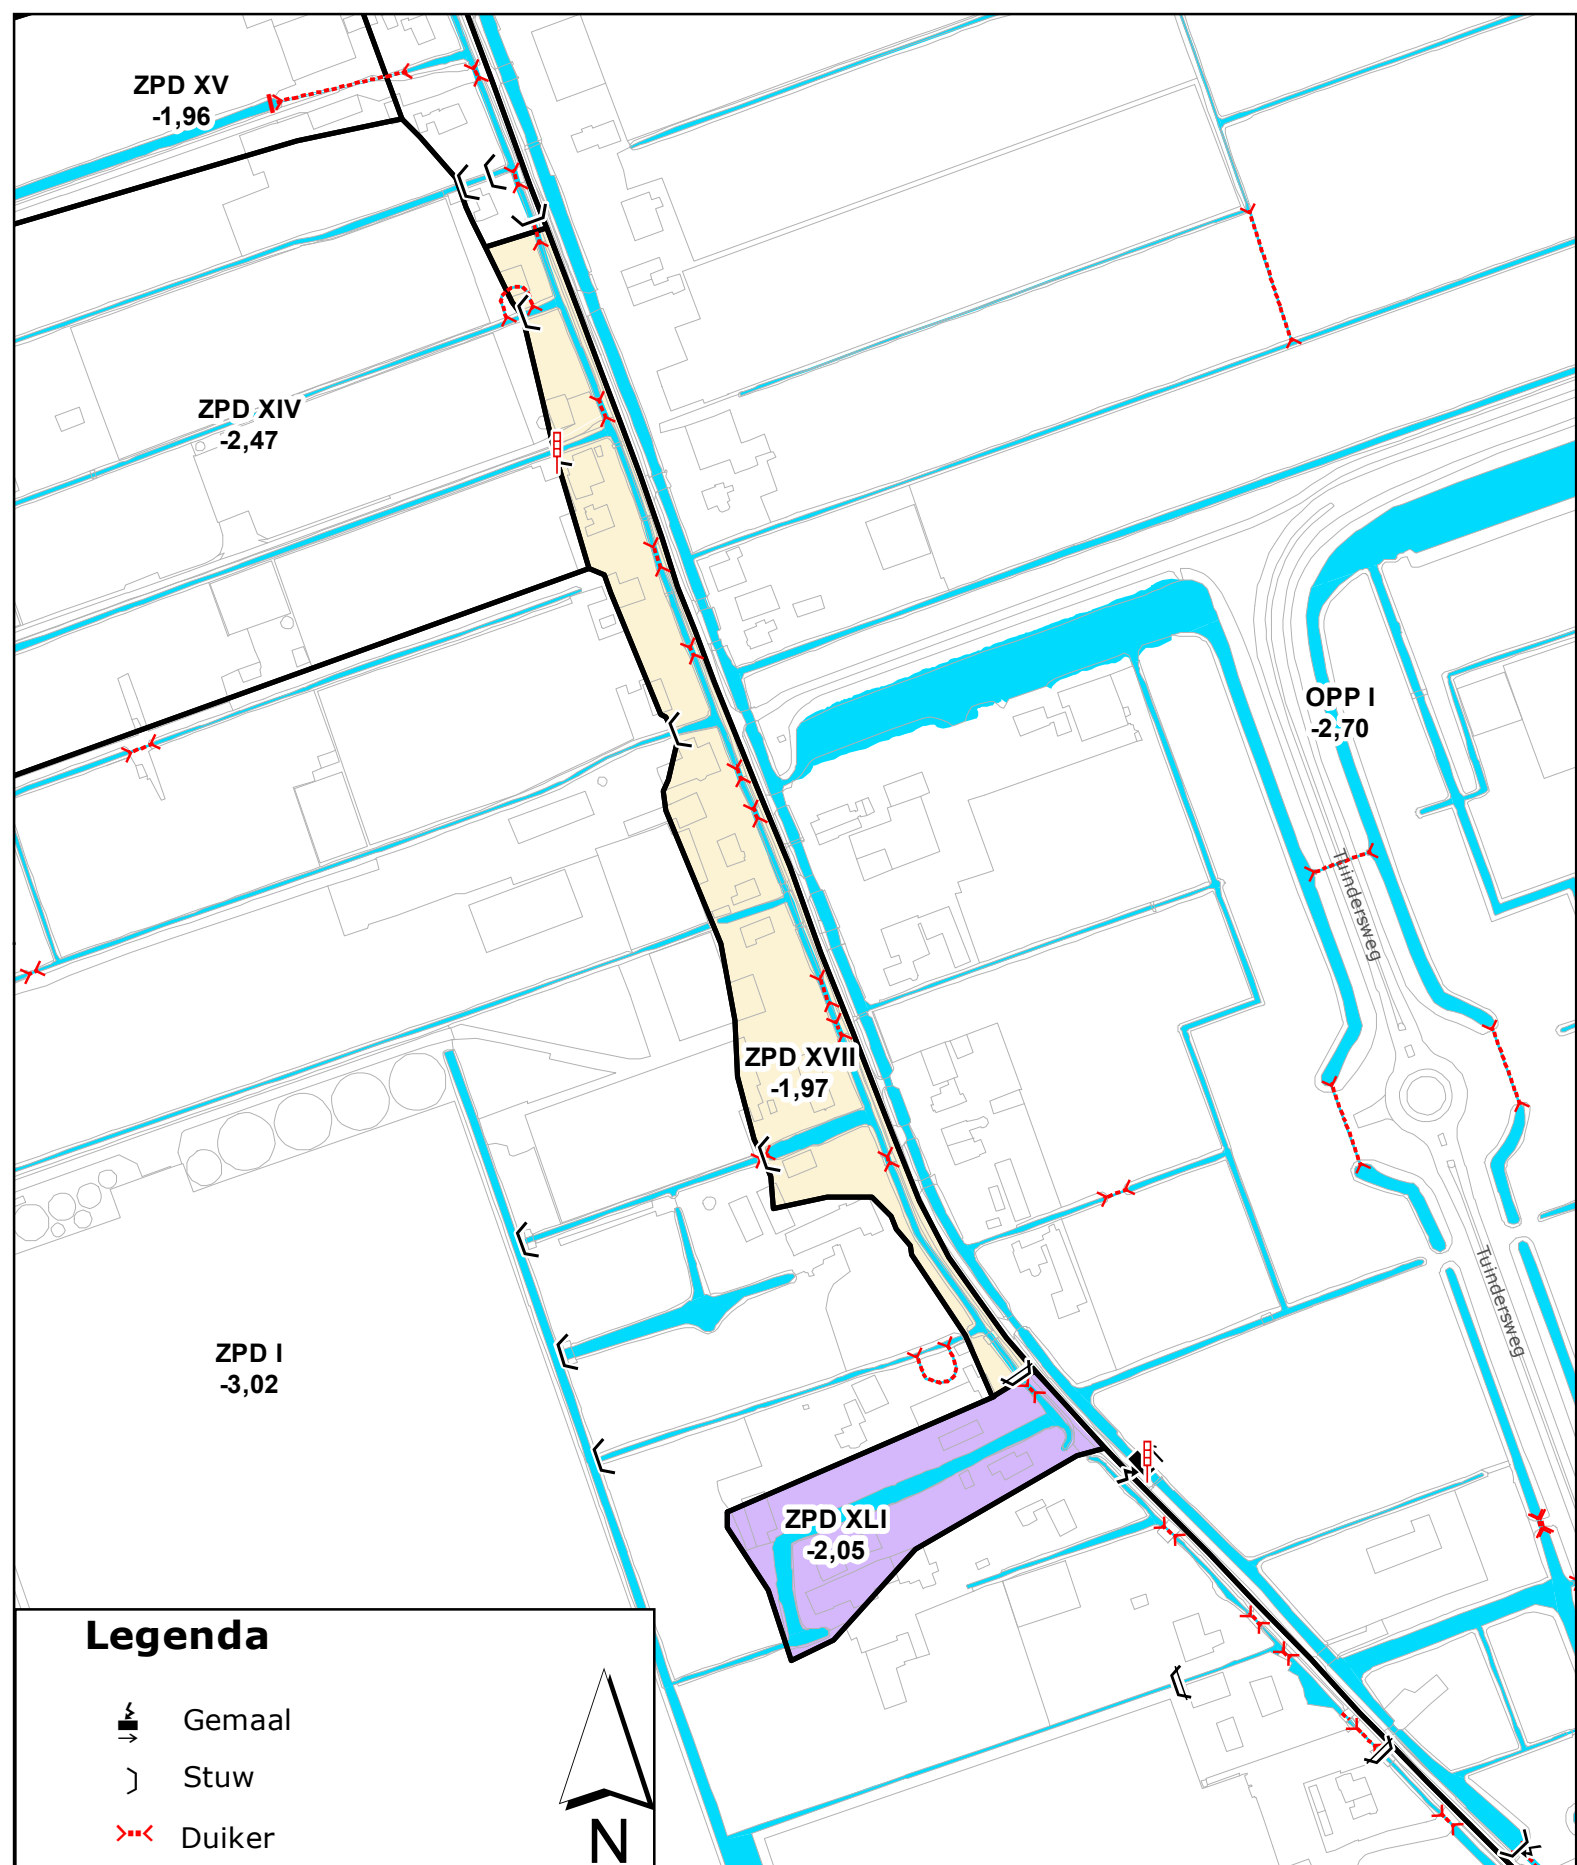 ZPD XV
-1,96
ZPD XIV
-2,47
OPP I
-2,70
Tuindersweg
ZPD XVII
-1,97
Tuindersweg
ZPD I
-3,02
ZPD XLI
-2,05
Legenda
Gemaal
Stuw
Duiker
N